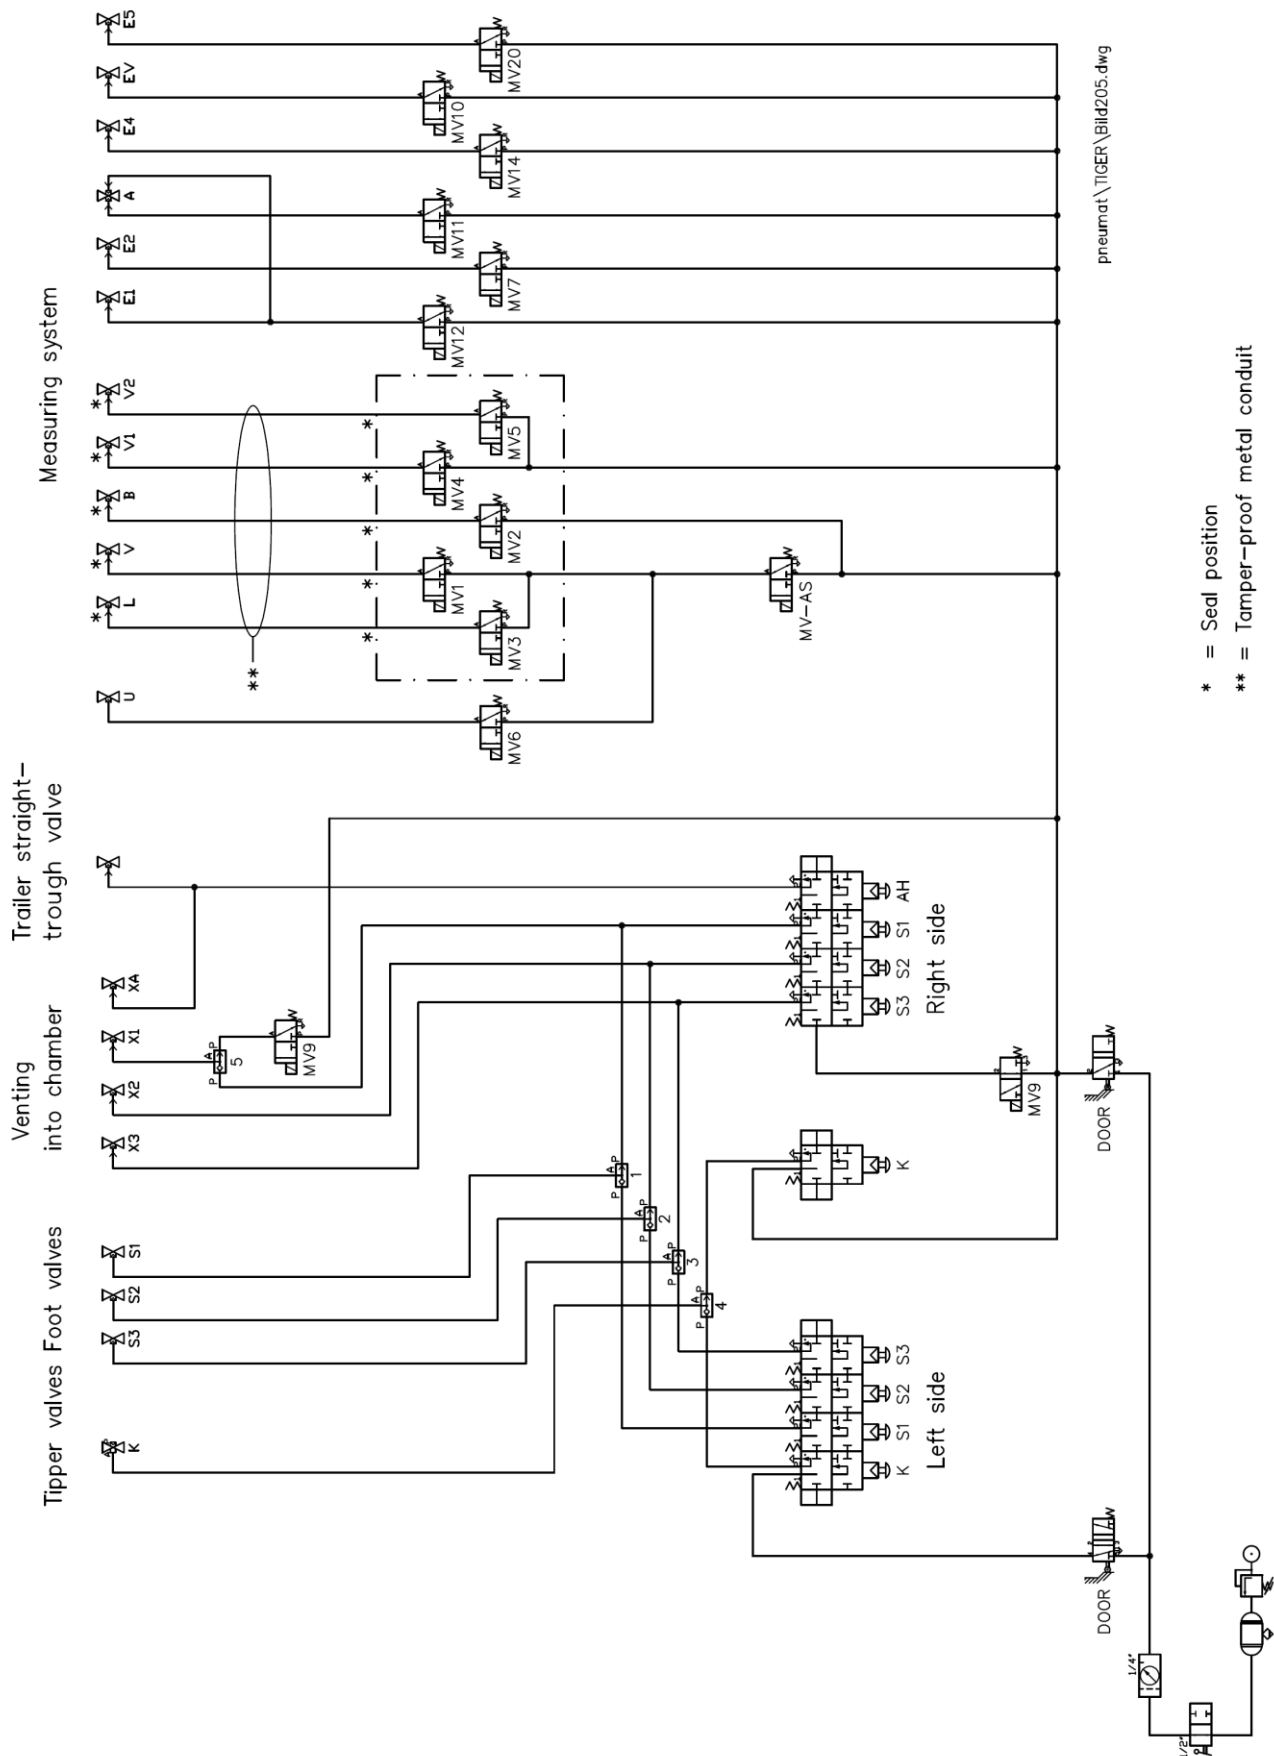 Tipper valves
Foot valves
Venting
into chamber
Trailer straight-
trough valve
Measuring system
K
S3
S2
S1
X3
X2
X1
XA
U
* L
* V
* B
* V1
* V2
E1
E2
A
E4
EV
E5
**
P A P
5
MV9
* * * * *
MV6
MV3
MV1
MV2
MV4
MV5
MV12
MV7
MV11
MV14
MV10
MV20
P A P
1
P A P
2
P A P
3
P A P
4
MV-AS
K
S1
S2
S3
Left side
K
S3
S2
S1
AH
Right side
MV9
DOOR
DOOR
1/4"
pneumat\TIGER\Bild205.dwg
* = Seal position
** = Tamper-proof metal conduit